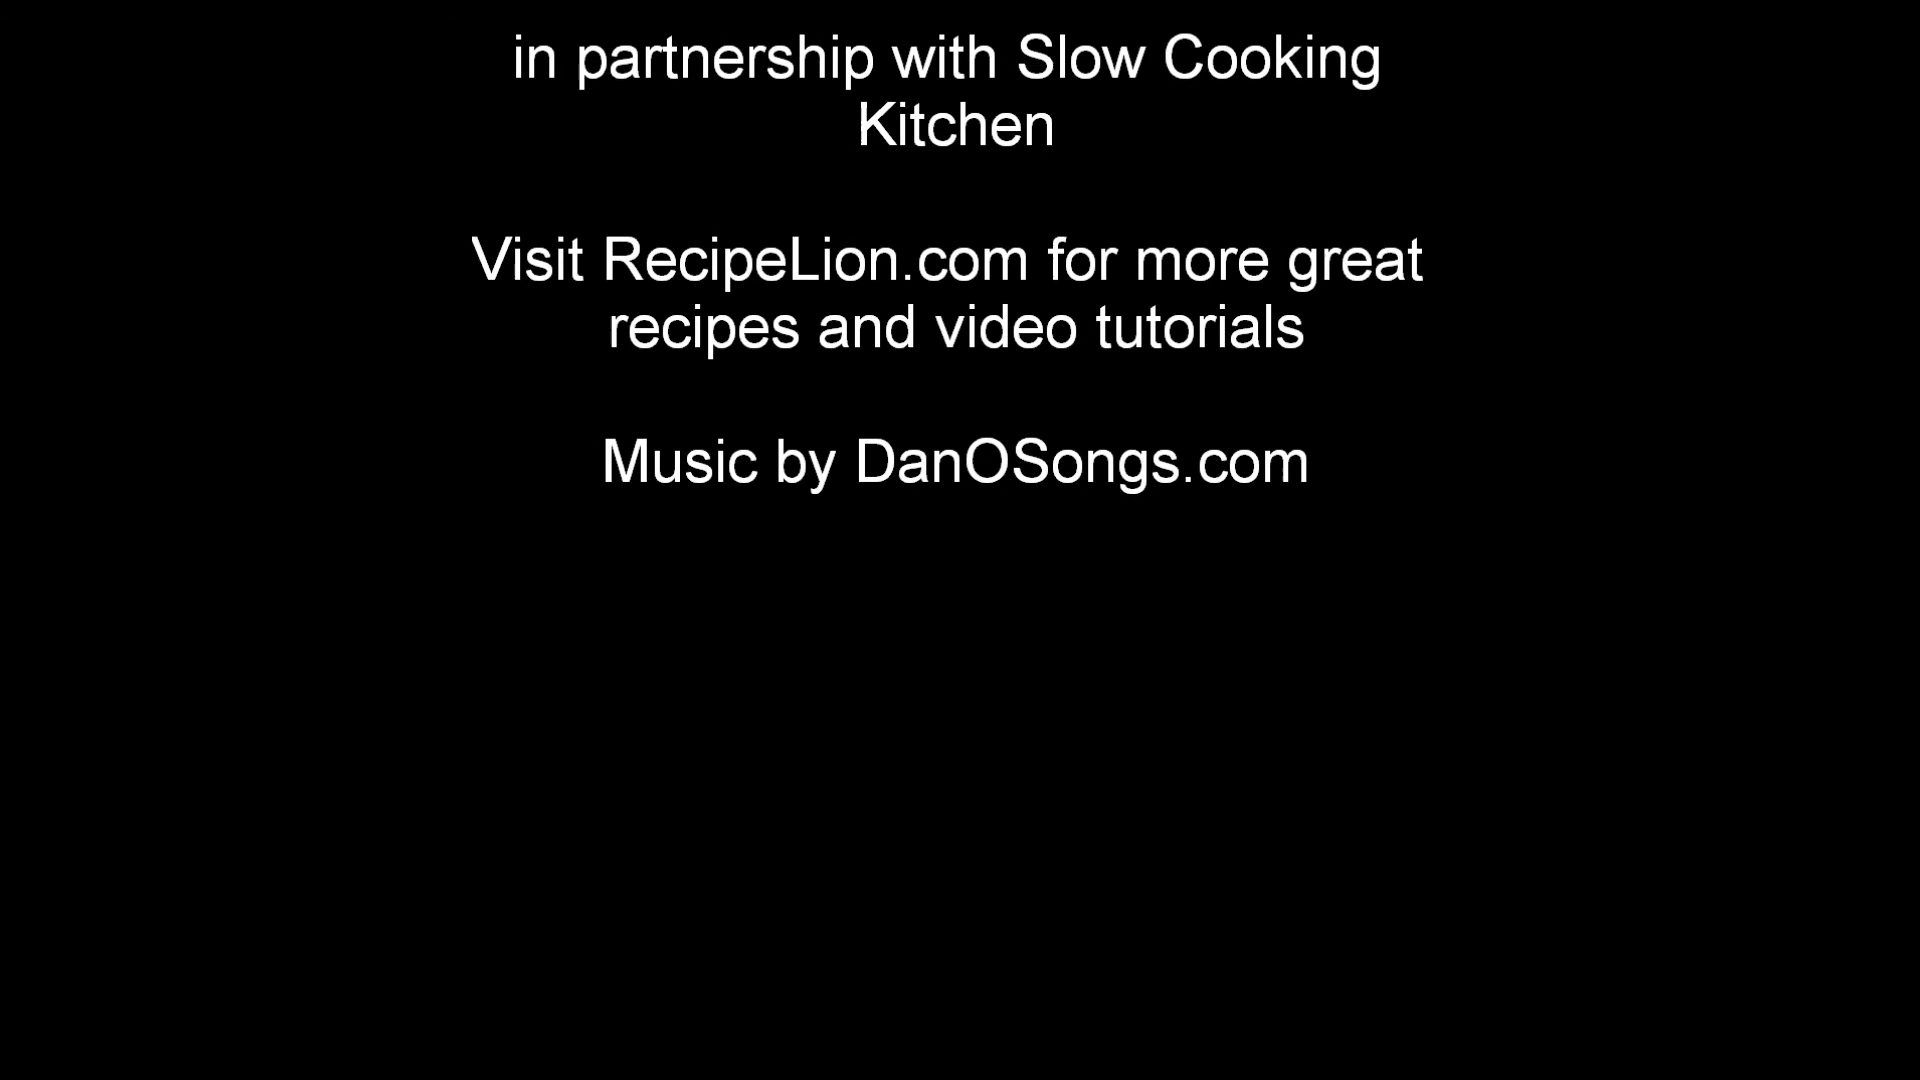 in partnership with Slow Cooking
Kitchen
Visit RecipeLion.com for more great
recipes and video tutorials
Music by DanOSongs.com